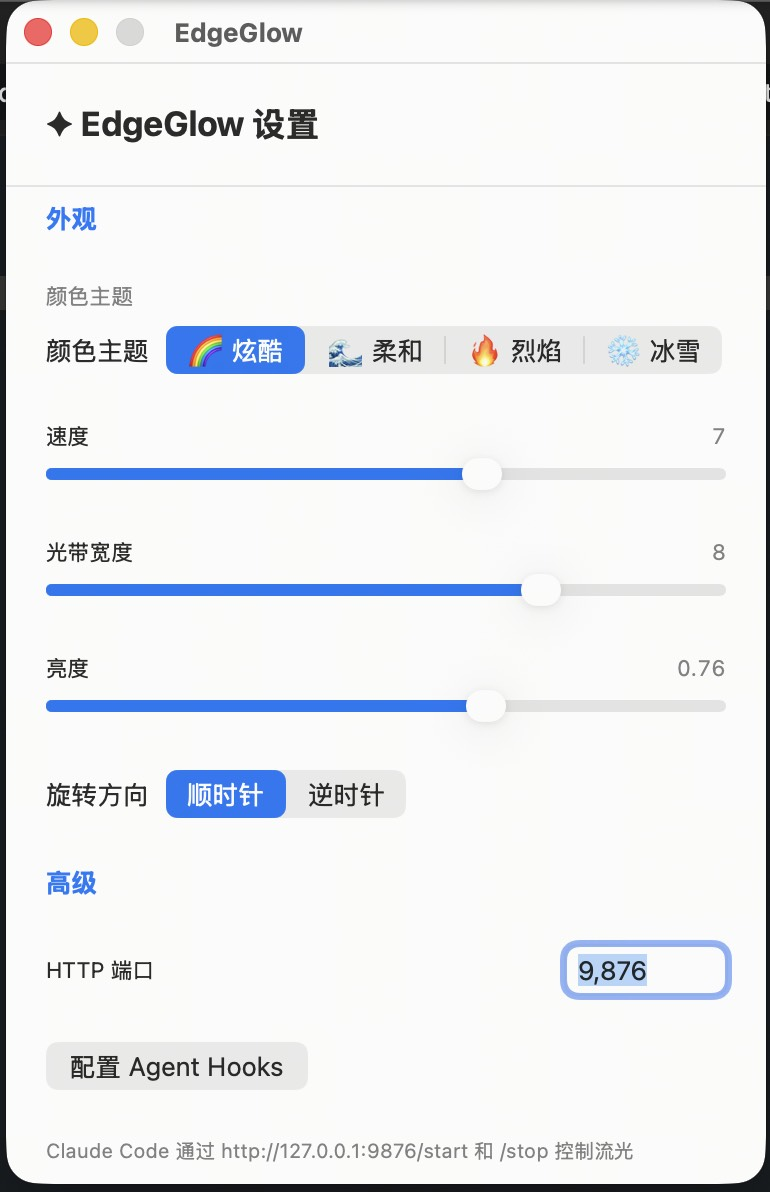 EdgeGlow
✦ EdgeGlow 设置
外观
颜色主题
颜色主题 🌈 炫酷 🌊 柔和 🔥 烈焰 ❄️ 冰雪
速度 7
光带宽度 8
亮度 0.76
旋转方向 顺时针 逆时针
高级
HTTP 端口 9,876
配置 Agent Hooks
Claude Code 通过 http://127.0.0.1:9876/start 和 /stop 控制流光